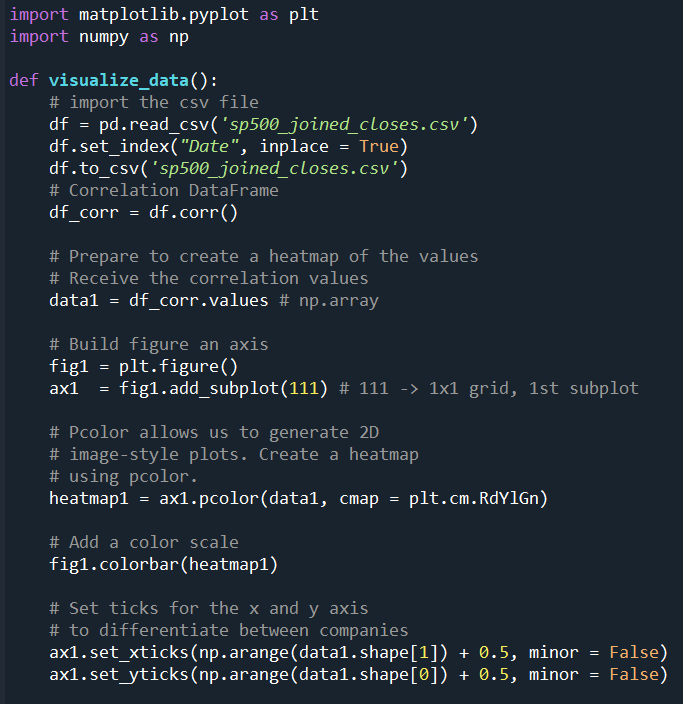 import matplotlib.pyplot as plt
import numpy as np

def visualize_data():
    # import the csv file
    df = pd.read_csv('sp500_joined_closes.csv')
    df.set_index("Date", inplace = True)
    df.to_csv('sp500_joined_closes.csv')
    # Correlation DataFrame
    df_corr = df.corr()

    # Prepare to create a heatmap of the values
    # Receive the correlation values
    data1 = df_corr.values # np.array

    # Build figure an axis
    fig1 = plt.figure()
    ax1  = fig1.add_subplot(111) # 111 -> 1x1 grid, 1st subplot

    # Pcolor allows us to generate 2D
    # image-style plots. Create a heatmap
    # using pcolor.
    heatmap1 = ax1.pcolor(data1, cmap = plt.cm.RdYlGn)

    # Add a color scale
    fig1.colorbar(heatmap1)

    # Set ticks for the x and y axis
    # to differentiate between companies
    ax1.set_xticks(np.arange(data1.shape[1]) + 0.5, minor = False)
    ax1.set_yticks(np.arange(data1.shape[0]) + 0.5, minor = False)